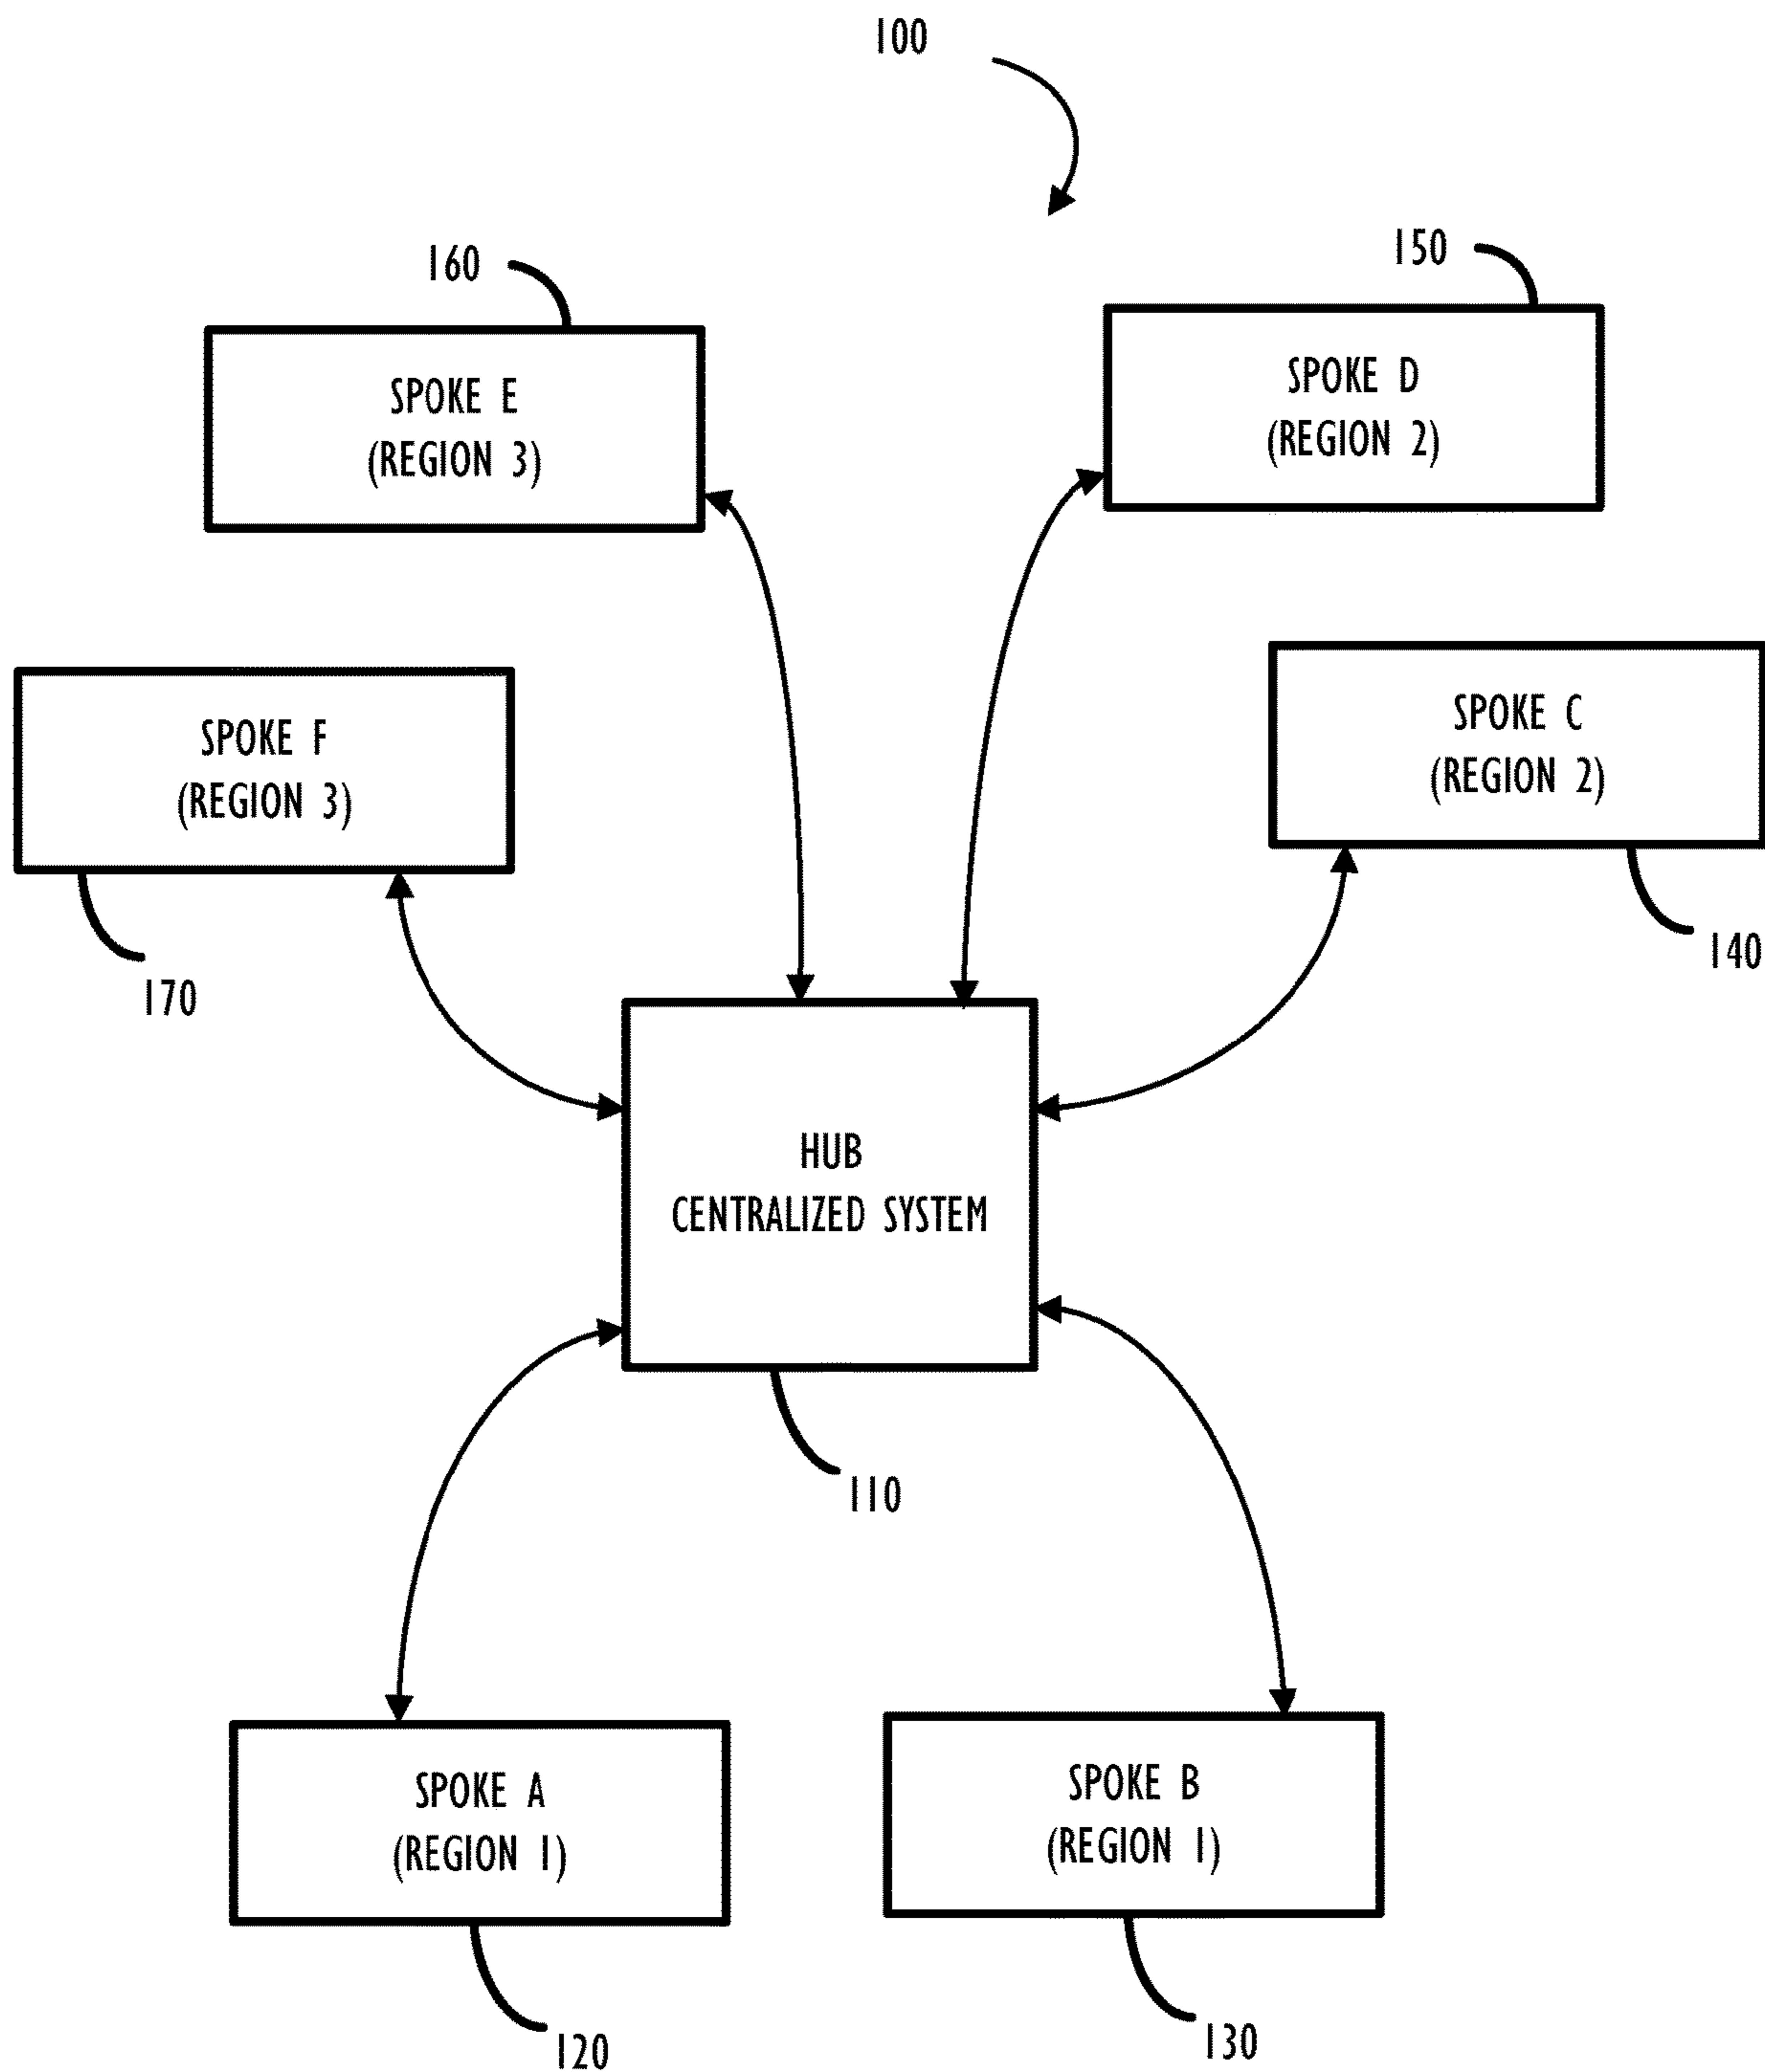 100
160
150
SPOKE E
(REGION 3)
SPOKE D
(REGION 2)
SPOKE F
(REGION 3)
SPOKE C
(REGION 2)
170
140
HUB
CENTRALIZED SYSTEM
110
SPOKE A
(REGION 1)
SPOKE B
(REGION 1)
120
130